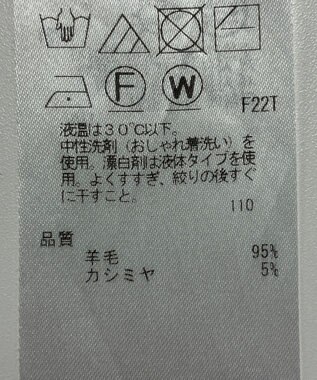 F W
F22T
液温は30℃以下。
中性洗剤（おしゃれ着洗い）を
使用。漂白剤は液体タイプを使
用。よくすすぎ、絞りの後すぐ
に干すこと。
110
品質
羊毛 95%
カシミヤ 5%